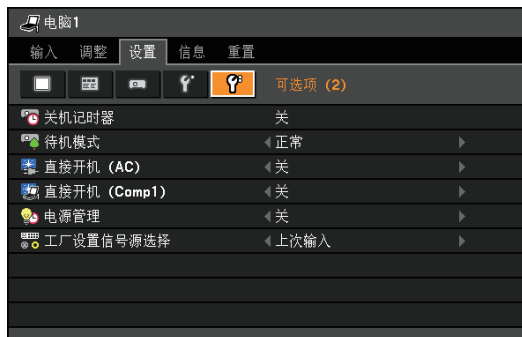 电脑1
输入 调整 设置 信息 重置
可选项 (2)
关机记时器 关
待机模式 正常
直接开机 (AC) 关
直接开机 (Comp1) 关
电源管理 关
工厂设置信号源选择 上次输入